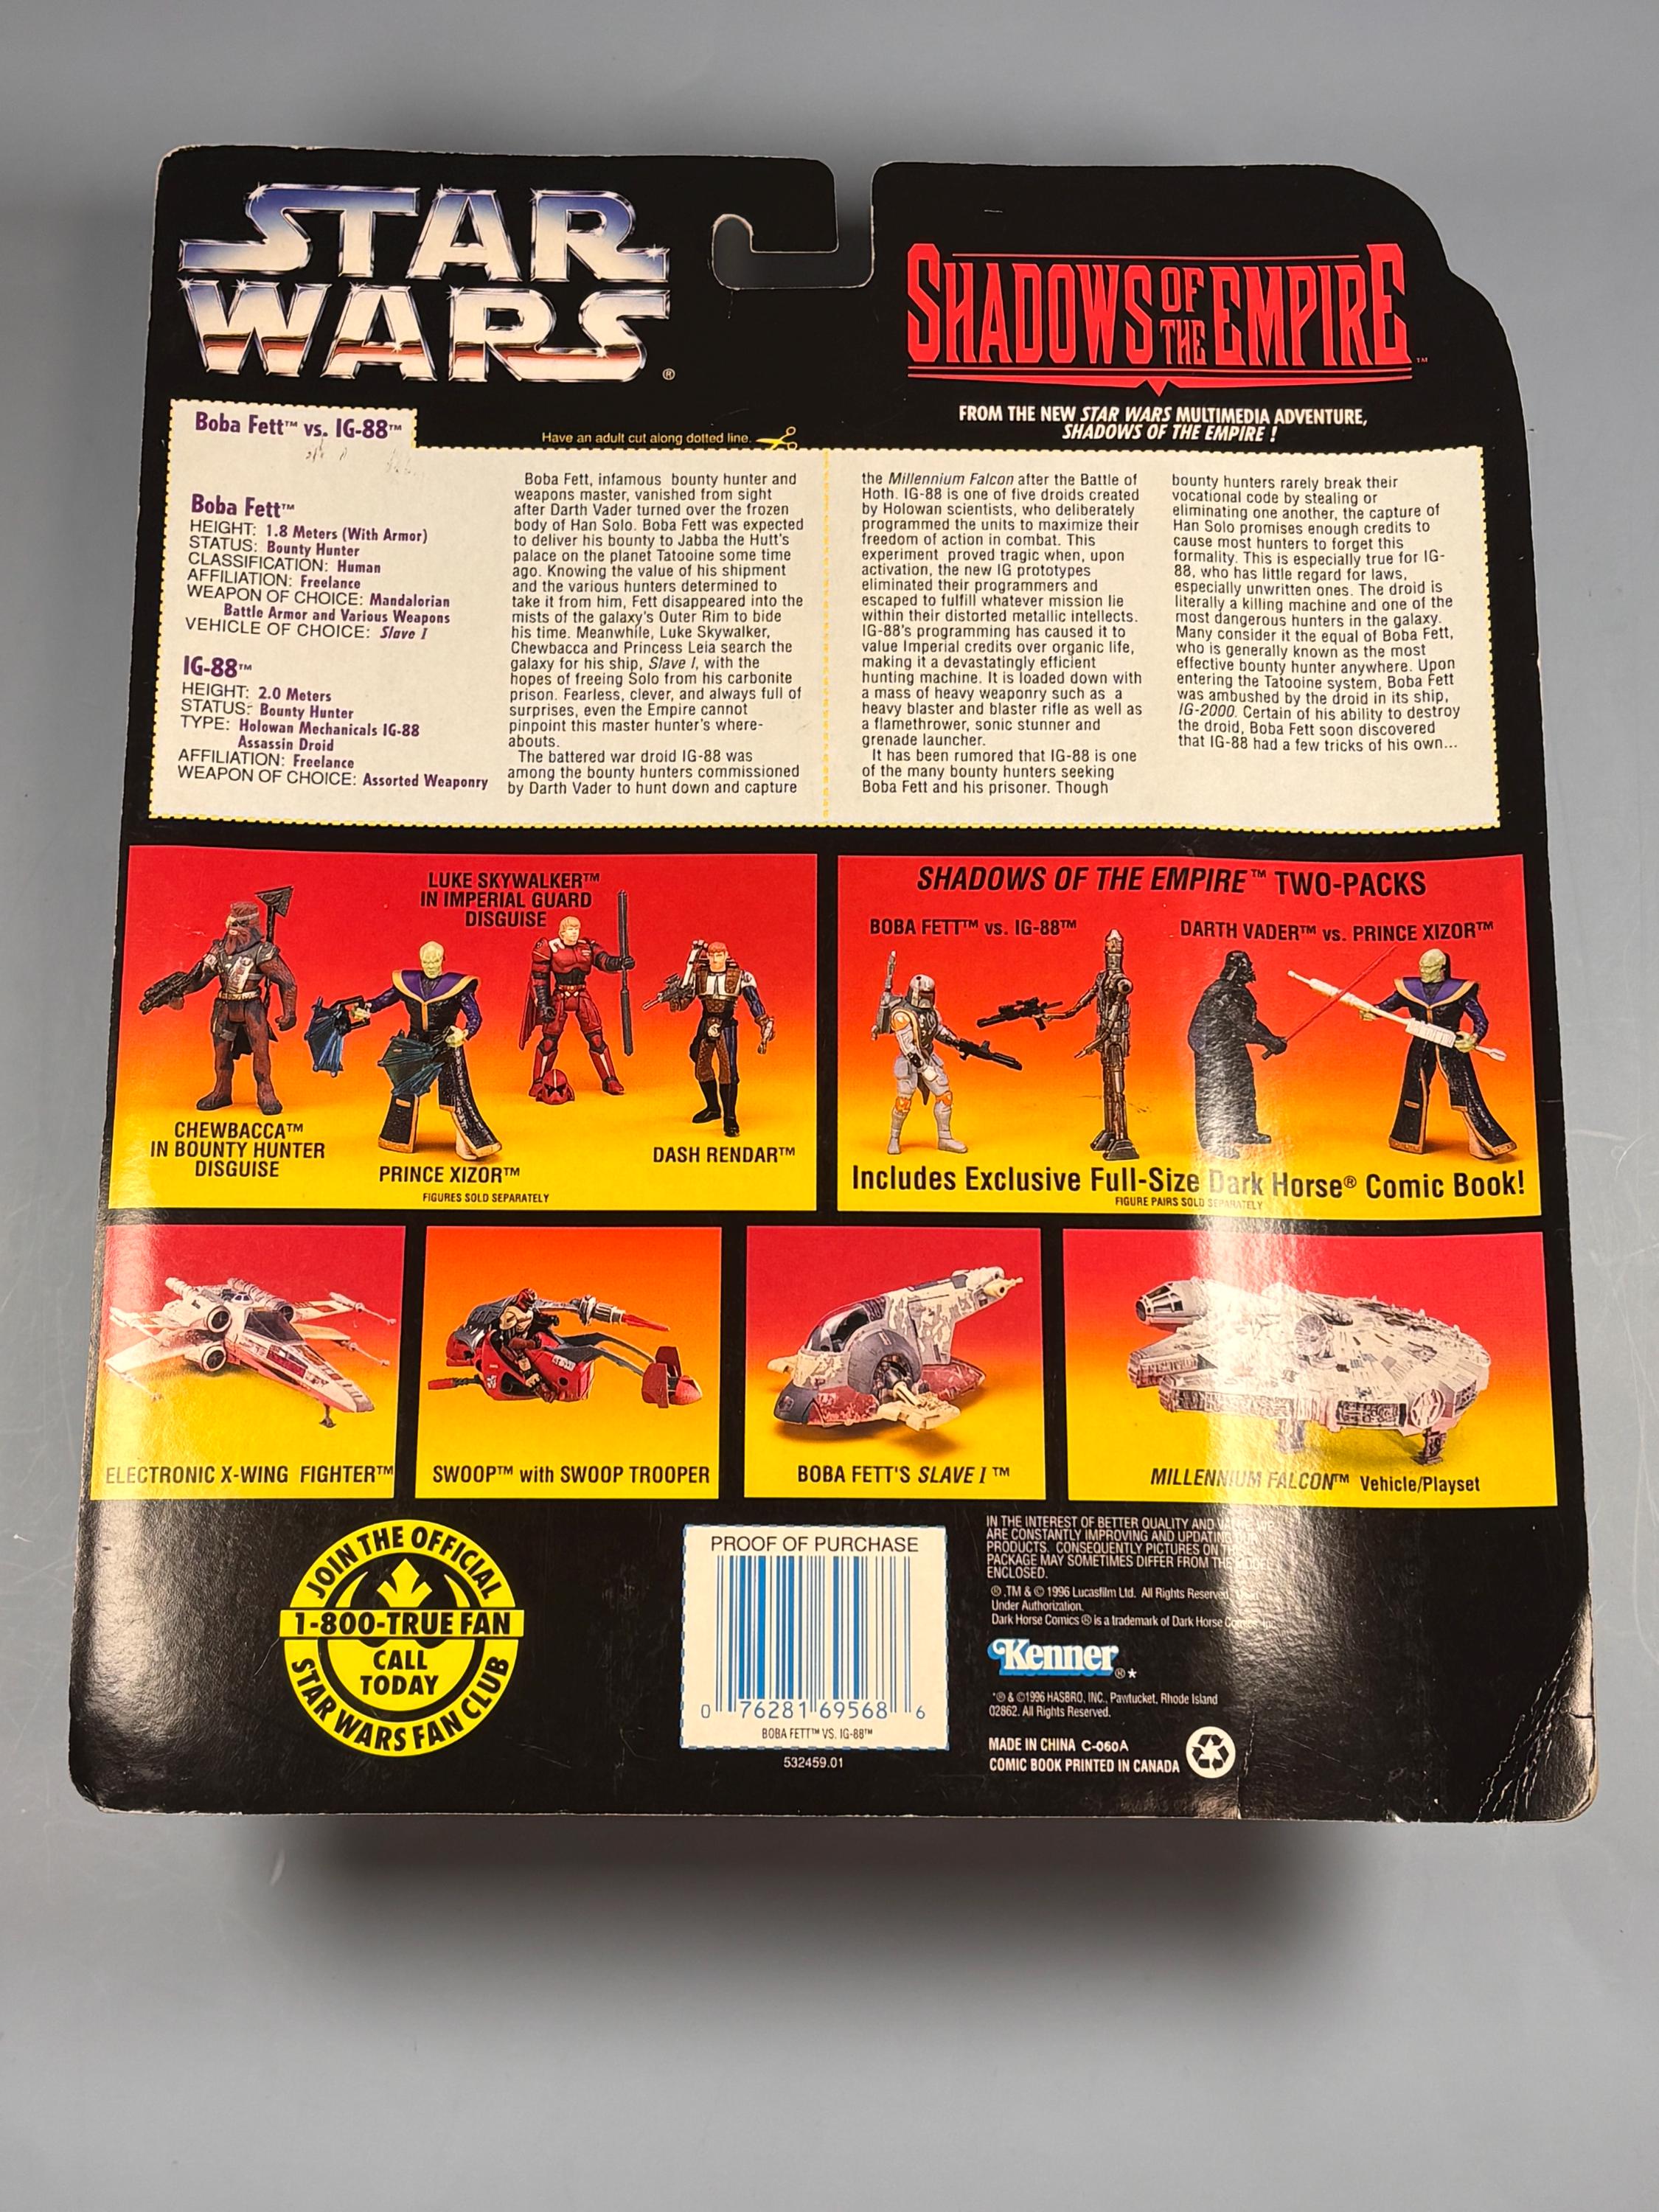 STAR
WARS®
SHADOWS OF THE EMPIRE™
FROM THE NEW STAR WARS MULTIMEDIA ADVENTURE,
SHADOWS OF THE EMPIRE !
Boba Fett™ vs. IG-88™
Have an adult cut along dotted line.
Boba Fett™
HEIGHT: 1.8 Meters (With Armor)
STATUS: Bounty Hunter
CLASSIFICATION: Human
AFFILIATION: Freelance
WEAPON OF CHOICE: Mandalorian
Battle Armor and Various Weapons
VEHICLE OF CHOICE: Slave I
IG-88™
HEIGHT: 2.0 Meters
STATUS: Bounty Hunter
TYPE: Holowan Mechanicals IG-88
Assassin Droid
AFFILIATION: Freelance
WEAPON OF CHOICE: Assorted Weaponry
Boba Fett, infamous bounty hunter and
weapons master, vanished from sight
after Darth Vader turned over the frozen
body of Han Solo. Boba Fett was expected
to deliver his bounty to Jabba the Hutt's
palace on the planet Tatooine some time
ago. Knowing the value of his shipment
and the various hunters determined to
take it from him, Fett disappeared into the
mists of the galaxy's Outer Rim to bide
his time. Meanwhile, Luke Skywalker,
Chewbacca and Princess Leia search the
galaxy for his ship, Slave I, with the
hopes of freeing Solo from his carbonite
prison. Fearless, clever, and always full of
surprises, even the Empire cannot
pinpoint this master hunter's where-
abouts.
The battered war droid IG-88 was
among the bounty hunters commissioned
by Darth Vader to hunt down and capture
the Millennium Falcon after the Battle of
Hoth. IG-88 is one of five droids created
by Holowan scientists, who deliberately
programmed the units to maximize their
freedom of action in combat. This
experiment proved tragic when, upon
activation, the new IG prototypes
eliminated their programmers and
escaped to fulfill whatever mission lie
within their distorted metallic intellects.
IG-88's programming has caused it to
value Imperial credits over organic life,
making it a devastatingly efficient
hunting machine. It is loaded down with
a mass of heavy weaponry such as a
heavy blaster and blaster rifle as well as
a flamethrower, sonic stunner and
grenade launcher.
It has been rumored that IG-88 is one
of the many bounty hunters seeking
Boba Fett and his prisoner. Though
bounty hunters rarely break their
vocational code by stealing or
eliminating one another, the capture of
Han Solo promises enough credits to
cause most hunters to forget this
formality. This is especially true for IG-
88, who has little regard for laws,
especially unwritten ones. The droid is
literally a killing machine and one of the
most dangerous hunters in the galaxy.
Many consider it the equal of Boba Fett,
who is generally known as the most
effective bounty hunter anywhere. Upon
entering the Tatooine system, Boba Fett
was ambushed by the droid in its ship,
IG-2000. Certain of his ability to destroy
the droid, Boba Fett soon discovered
that IG-88 had a few tricks of his own...
LUKE SKYWALKER™
IN IMPERIAL GUARD
DISGUISE
CHEWBACCA™
IN BOUNTY HUNTER
DISGUISE
PRINCE XIZOR™
DASH RENDAR™
FIGURES SOLD SEPARATELY
SHADOWS OF THE EMPIRE™ TWO-PACKS
BOBA FETT™ vs. IG-88™
DARTH VADER™ vs. PRINCE XIZOR™
Includes Exclusive Full-Size Dark Horse® Comic Book!
FIGURE PAIRS SOLD SEPARATELY
ELECTRONIC X-WING FIGHTER™
SWOOP™ with SWOOP TROOPER
BOBA FETT'S SLAVE I ™
MILLENNIUM FALCON™ Vehicle/Playset
JOIN THE OFFICIAL
1-800-TRUE FAN
CALL
TODAY
STAR WARS FAN CLUB
PROOF OF PURCHASE
0 76281 69568 6
BOBA FETT™ VS. IG-88™
532459.01
IN THE INTEREST OF BETTER QUALITY AND VALUE, WE
ARE CONSTANTLY IMPROVING AND UPDATING OUR
PRODUCTS. CONSEQUENTLY PICTURES ON THE
PACKAGE MAY SOMETIMES DIFFER FROM THE MODEL
ENCLOSED.
®,TM & © 1996 Lucasfilm Ltd. All Rights Reserved. Used
Under Authorization.
Dark Horse Comics ® is a trademark of Dark Horse Comics, Inc.
Kenner®*
*® & ©1996 HASBRO, INC., Pawtucket, Rhode Island
02862. All Rights Reserved.
MADE IN CHINA C-060A
COMIC BOOK PRINTED IN CANADA